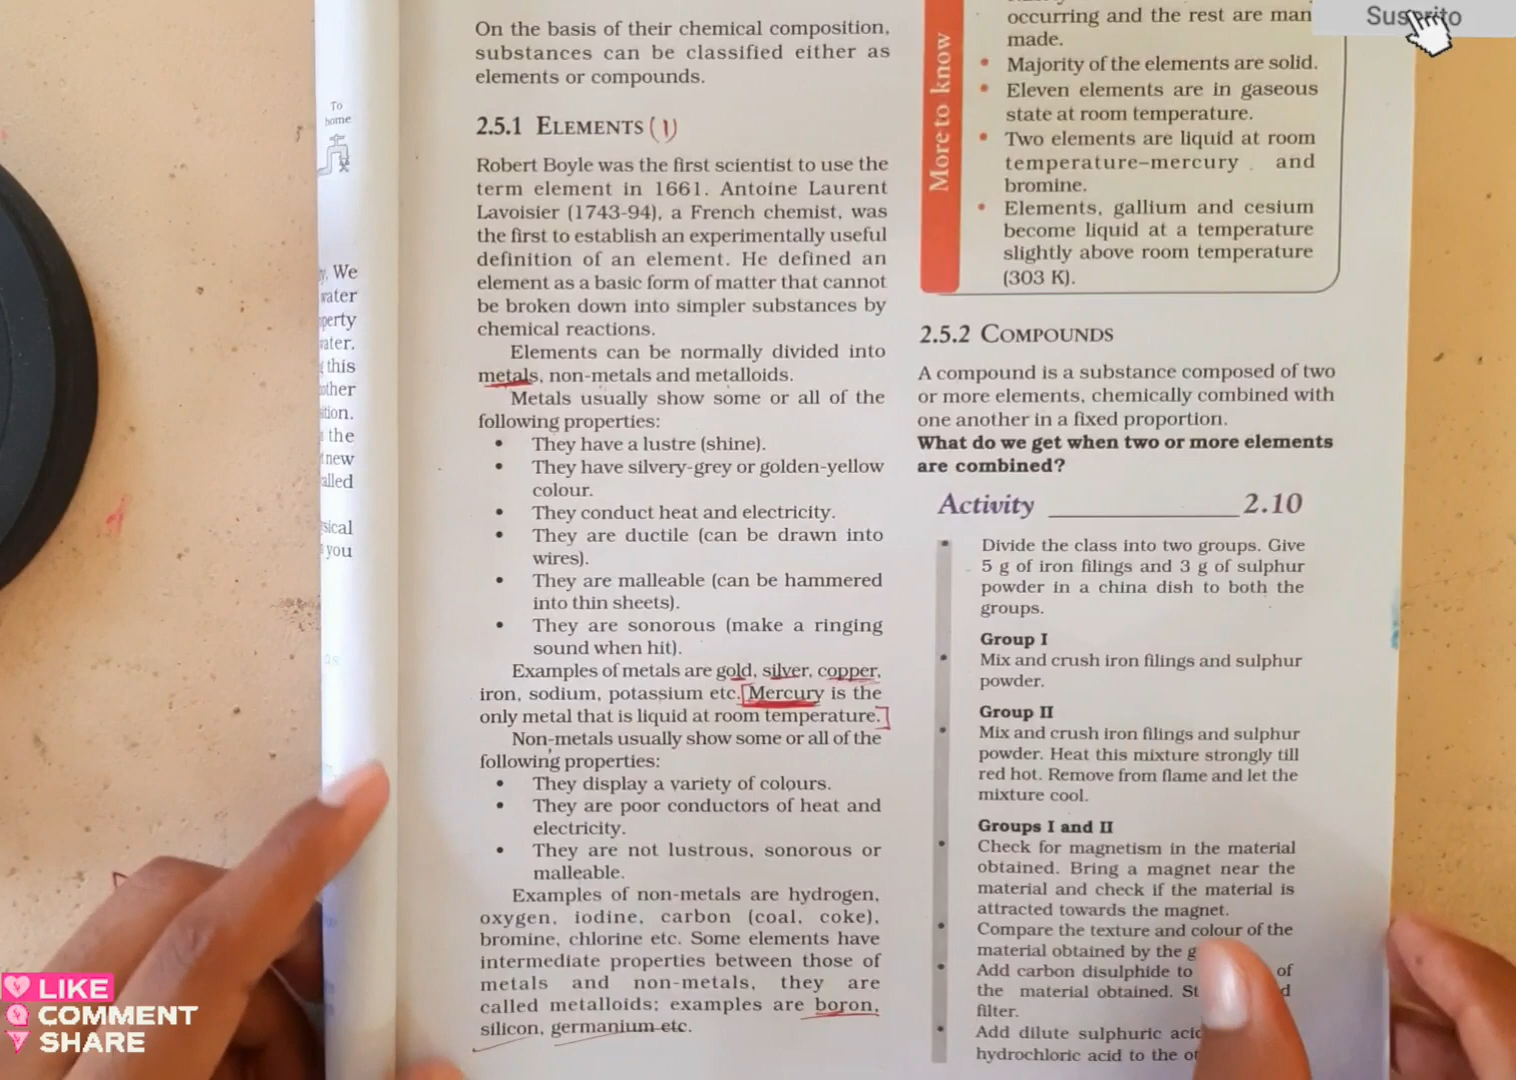 To
home
We
water
perty
ater.
this
other
ition.
the
new
alled
sical
you
On the basis of their chemical composition,
substances can be classified either as
elements or compounds.
2.5.1 ELEMENTS (1)
Robert Boyle was the first scientist to use the
term element in 1661. Antoine Laurent
Lavoisier (1743-94), a French chemist, was
the first to establish an experimentally useful
definition of an element. He defined an
element as a basic form of matter that cannot
be broken down into simpler substances by
chemical reactions.
Elements can be normally divided into
metals, non-metals and metalloids.
Metals usually show some or all of the
following properties:
• They have a lustre (shine).
• They have silvery-grey or golden-yellow
colour.
• They conduct heat and electricity.
• They are ductile (can be drawn into
wires).
• They are malleable (can be hammered
into thin sheets).
• They are sonorous (make a ringing
sound when hit).
Examples of metals are gold, silver, copper,
iron, sodium, potassium etc. [Mercury is the
only metal that is liquid at room temperature.]
Non-metals usually show some or all of the
following properties:
• They display a variety of colours.
• They are poor conductors of heat and
electricity.
• They are not lustrous, sonorous or
malleable.
Examples of non-metals are hydrogen,
oxygen, iodine, carbon (coal, coke),
bromine, chlorine etc. Some elements have
intermediate properties between those of
metals and non-metals, they are
called metalloids; examples are boron,
silicon, germanium etc.
More to know
occurring and the rest are man
made.
• Majority of the elements are solid.
• Eleven elements are in gaseous
state at room temperature.
• Two elements are liquid at room
temperature–mercury and
bromine.
• Elements, gallium and cesium
become liquid at a temperature
slightly above room temperature
(303 K).
2.5.2 COMPOUNDS
A compound is a substance composed of two
or more elements, chemically combined with
one another in a fixed proportion.
What do we get when two or more elements
are combined?
Activity 2.10
• Divide the class into two groups. Give
5 g of iron filings and 3 g of sulphur
powder in a china dish to both the
groups.
Group I
• Mix and crush iron filings and sulphur
powder.
Group II
• Mix and crush iron filings and sulphur
powder. Heat this mixture strongly till
red hot. Remove from flame and let the
mixture cool.
Groups I and II
• Check for magnetism in the material
obtained. Bring a magnet near the
material and check if the material is
attracted towards the magnet.
• Compare the texture and colour of the
material obtained by the
• Add carbon disulphide to of
the material obtained.
filter.
• Add dilute sulphuric
hydrochloric acid to the
Suscrito
LIKE
COMMENT
SHARE